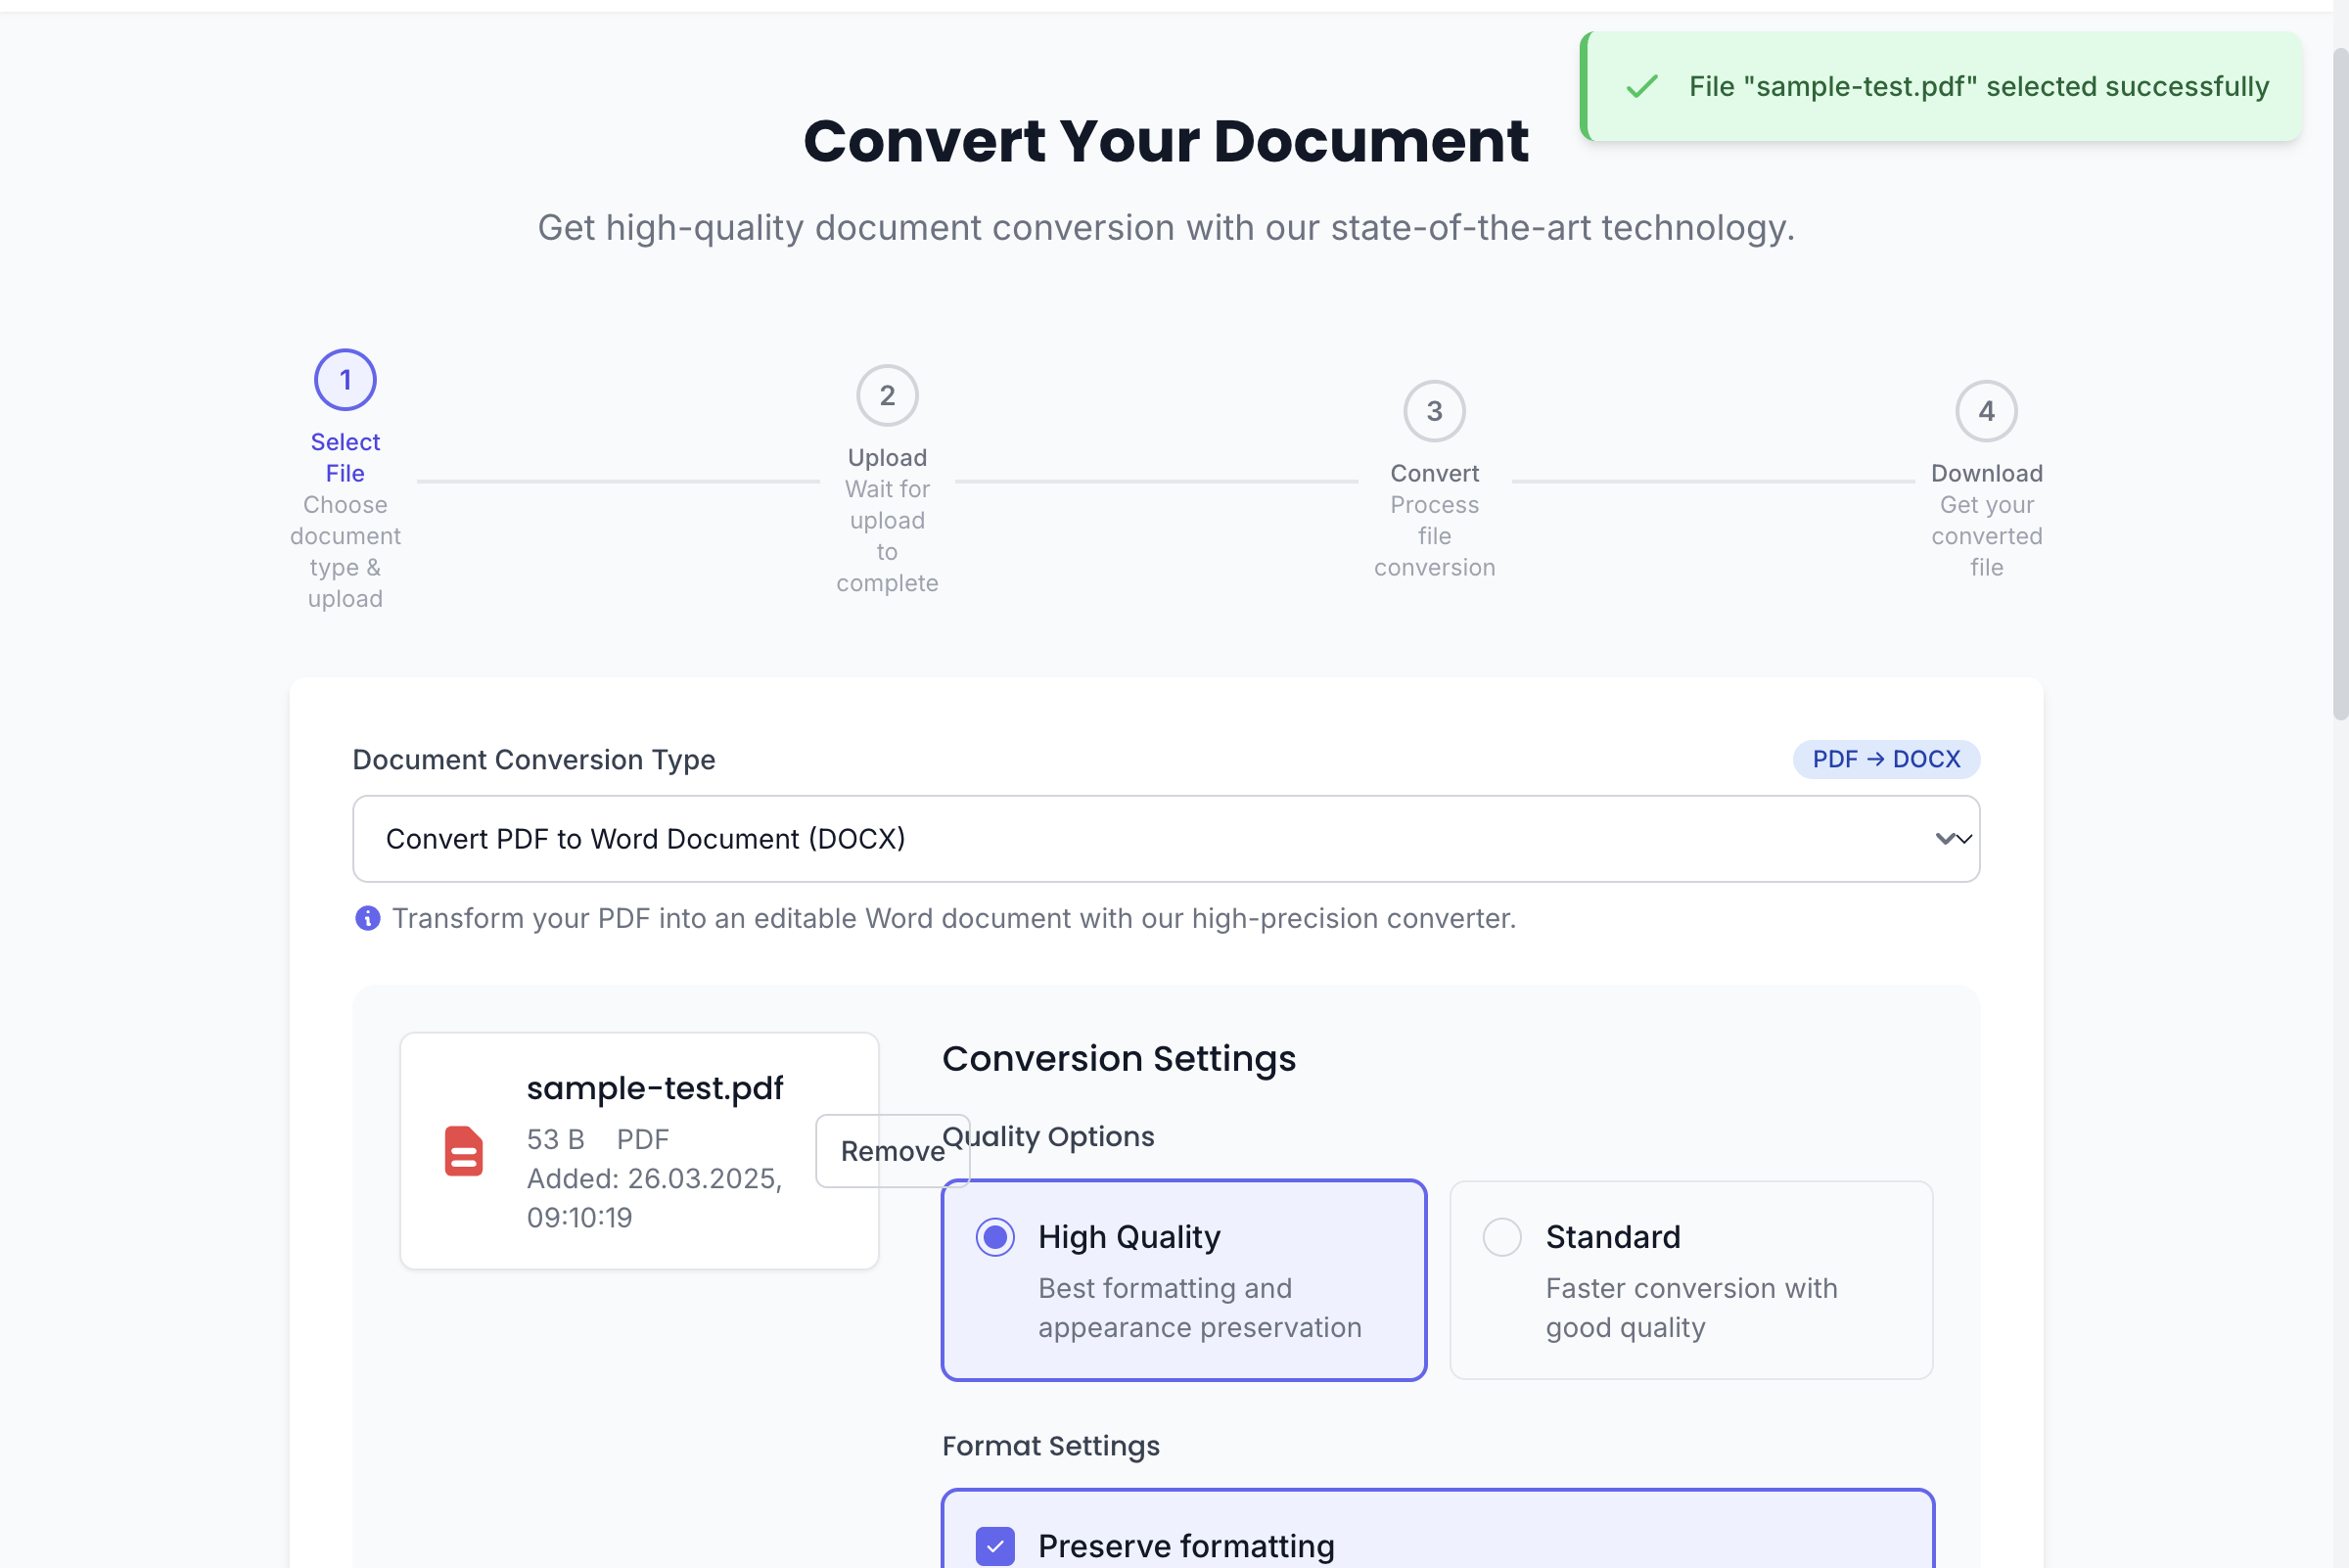 File "sample-test.pdf" selected successfully
Convert Your Document
Get high-quality document conversion with our state-of-the-art technology.
1
Select
File
Choose
document
type &
upload
2
Upload
Wait for
upload
to
complete
3
Convert
Process
file
conversion
4
Download
Get your
converted
file
Document Conversion Type
PDF → DOCX
Convert PDF to Word Document (DOCX)
Transform your PDF into an editable Word document with our high-precision converter.
sample-test.pdf
53 B PDF
Added: 26.03.2025,
09:10:19
Remove
Conversion Settings
Quality Options
High Quality
Best formatting and
appearance preservation
Standard
Faster conversion with
good quality
Format Settings
Preserve formatting